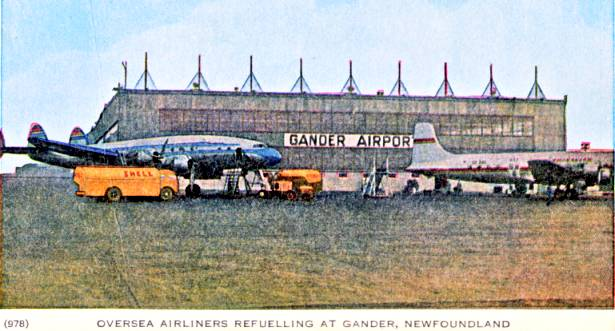 GANDER AIRPOR
SHELL
(978) OVERSEA AIRLINERS REFUELLING AT GANDER, NEWFOUNDLAND